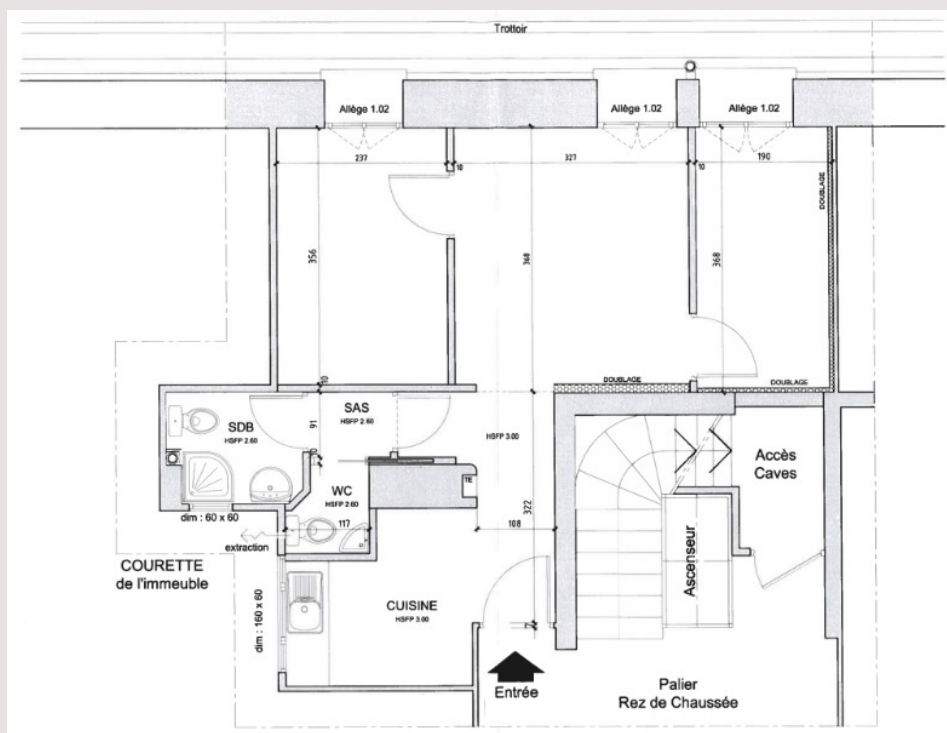 Trottoir
Allège 1.02
Allège 1.02
Allège 1.02
237
10
327
10
190
DOUBLAGE
356
368
368
10
DOUBLAGE
DOUBLAGE
SDB
HSFP 2.60
91
10
SAS
HSFP 2.60
HSFP 3.00
Accès
Caves
WC
HSFP 2.60
TE
322
117
108
dim : 60 x 60
extraction
COURETTE
de l'immeuble
dim : 160 x 60
CUISINE
HSFP 3.00
Ascenseur
7
Entrée
Palier
Rez de Chaussée